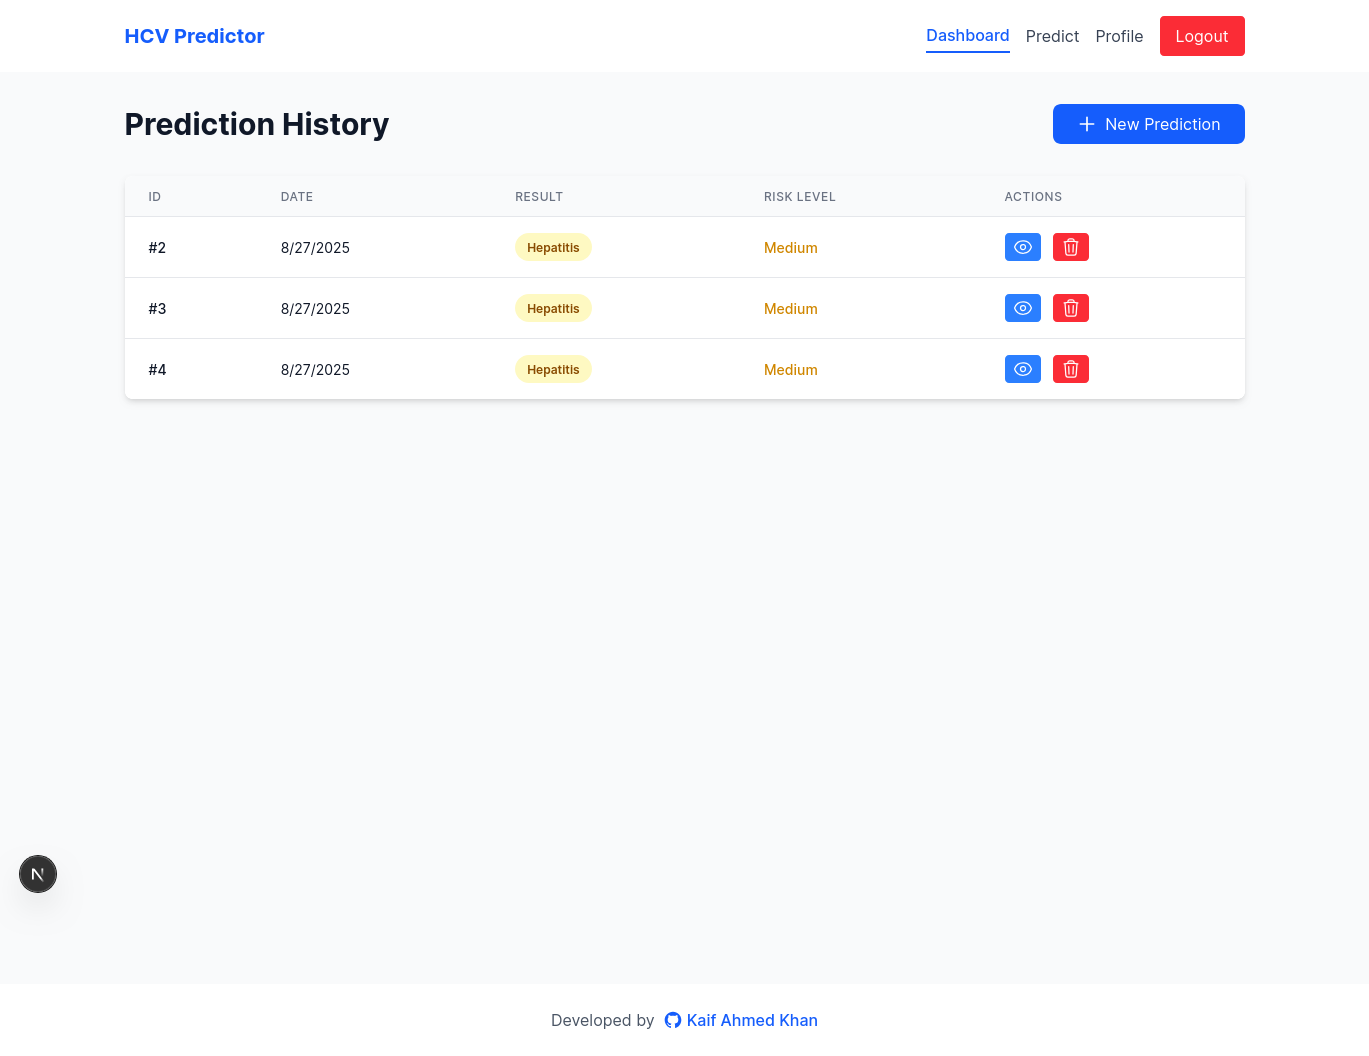 HCV Predictor Dashboard Predict Profile Logout
Prediction History New Prediction
ID DATE RESULT RISK LEVEL ACTIONS
#2 8/27/2025 Hepatitis Medium
#3 8/27/2025 Hepatitis Medium
#4 8/27/2025 Hepatitis Medium
N
Developed by Kaif Ahmed Khan